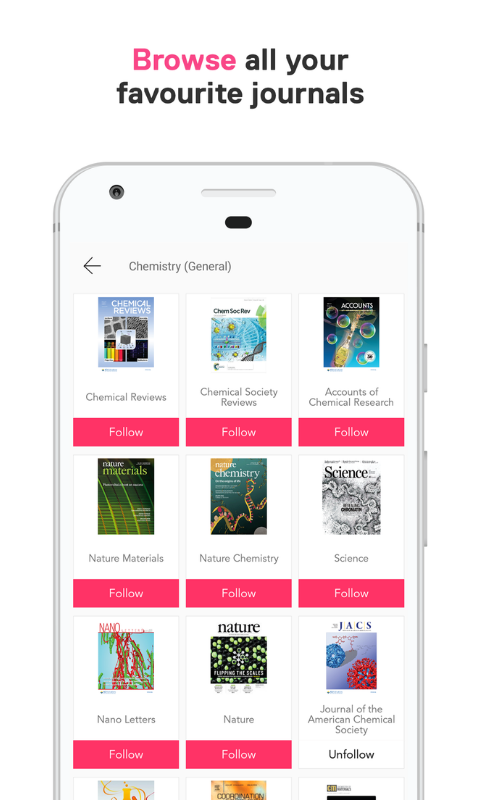 Browse all your
favourite journals
Chemistry (General)
CHEMICAL
REVIEWS
Chem Soc Rev
ACCOUNTS
Chemical Reviews
Chemical Society
Reviews
Accounts of
Chemical Research
Follow
Follow
Follow
nature
materials
nature
chemistry
Science
Nature Materials
Nature Chemistry
Science
Follow
Follow
Follow
NANO
nature
FLIPPING THE SCALES
JACS
Nano Letters
Nature
Journal of the
American Chemical
Society
Follow
Follow
Unfollow
COORDINATION